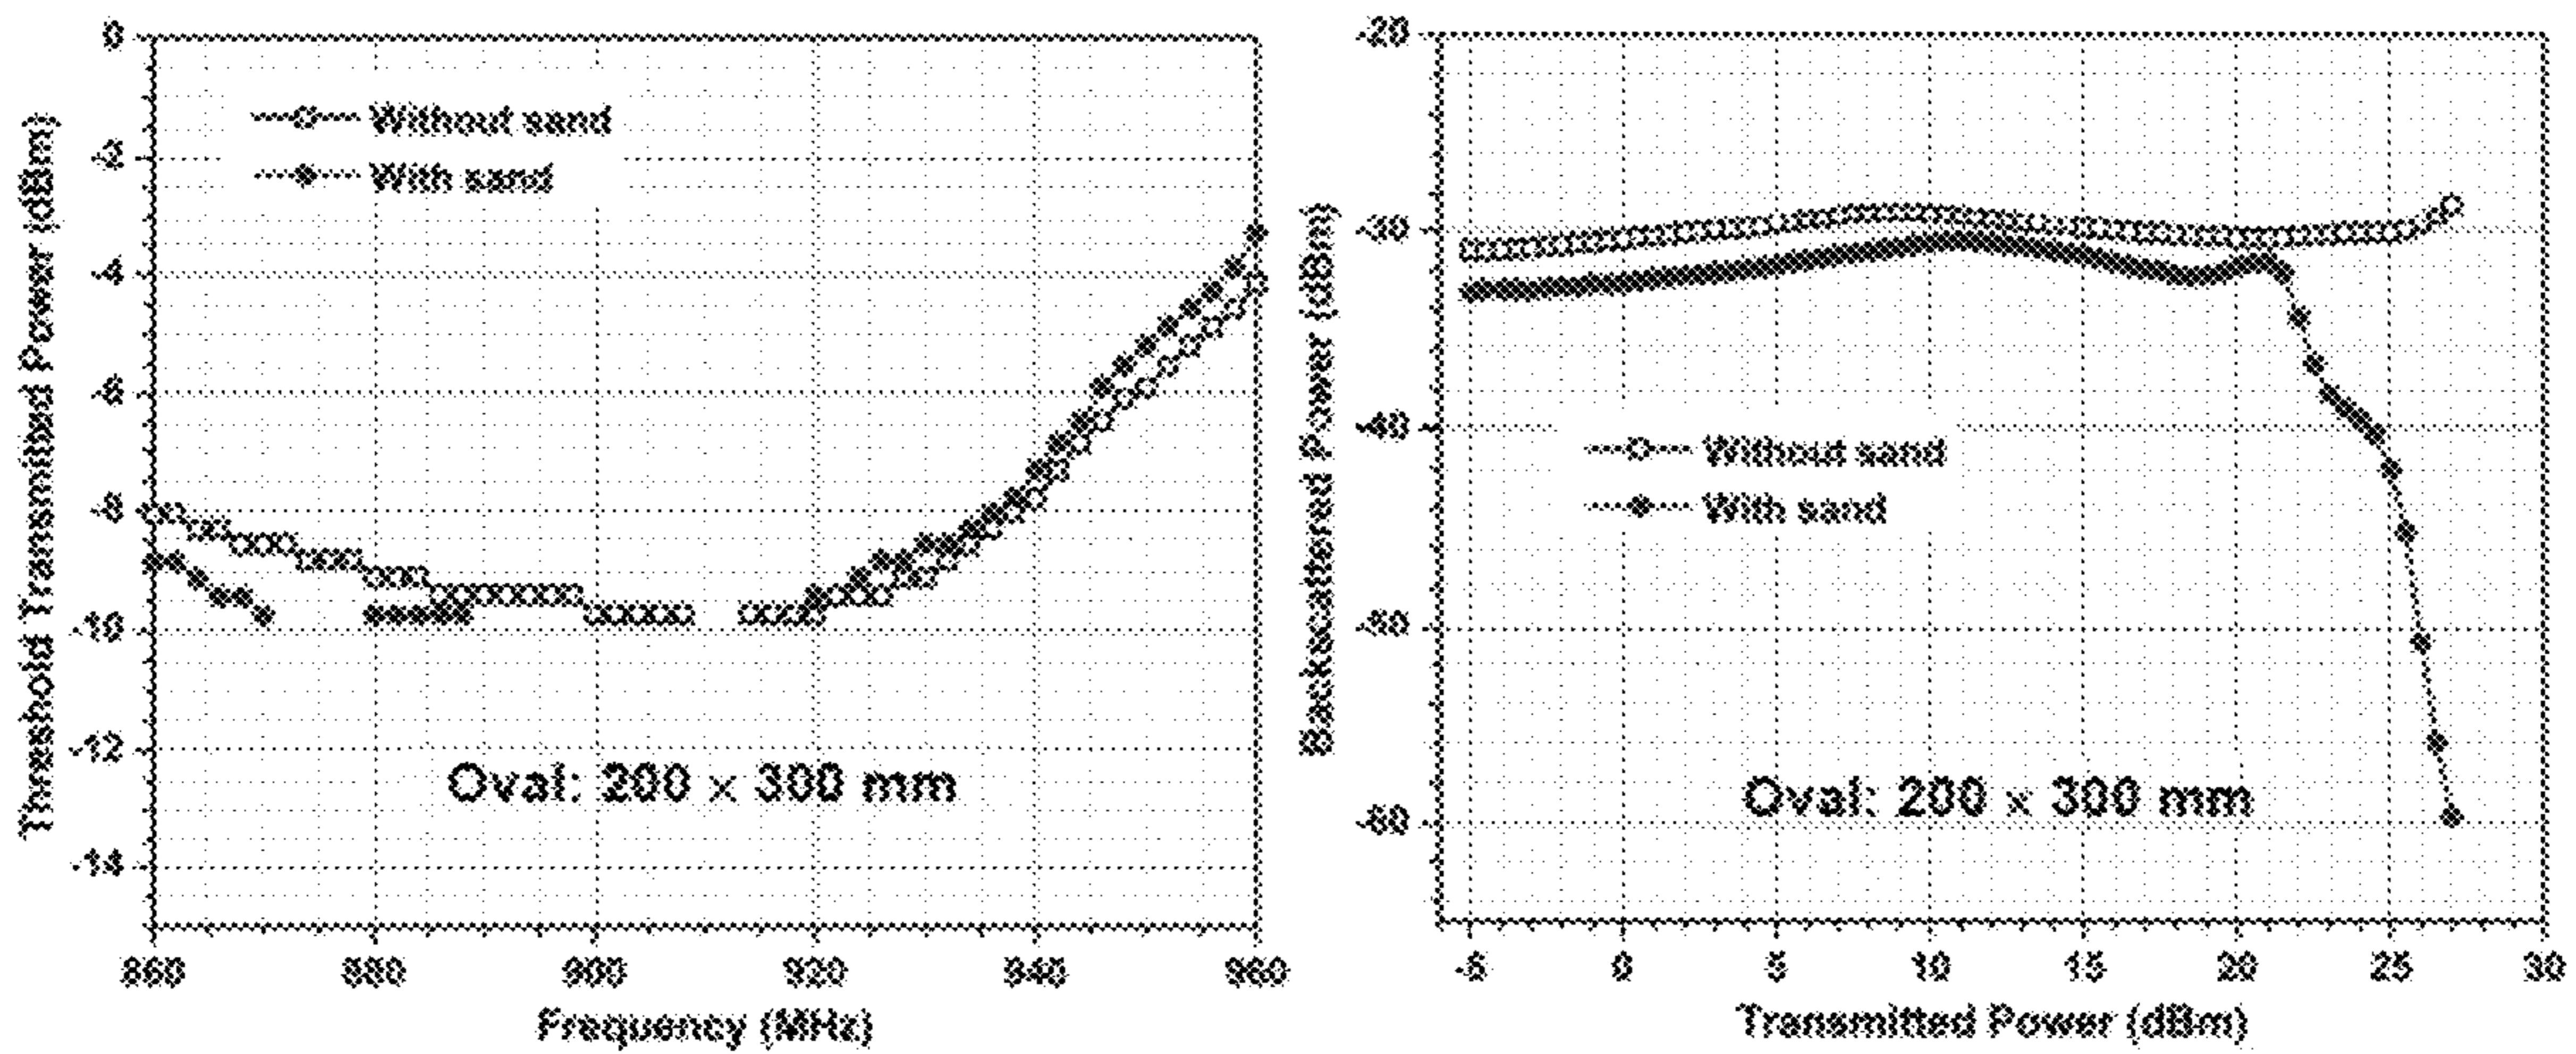 Threshold Transmitted Power (dBm)
0
-2
-4
-6
-8
-10
-12
-14
Without sand
With sand
Oval: 200 × 300 mm
860 880 900 920 940 960
Frequency (MHz)
Backscattered Power (dBm)
-20
-30
-40
-50
-60
Without sand
With sand
Oval: 200 × 300 mm
-5 0 5 10 15 20 25 30
Transmitted Power (dBm)